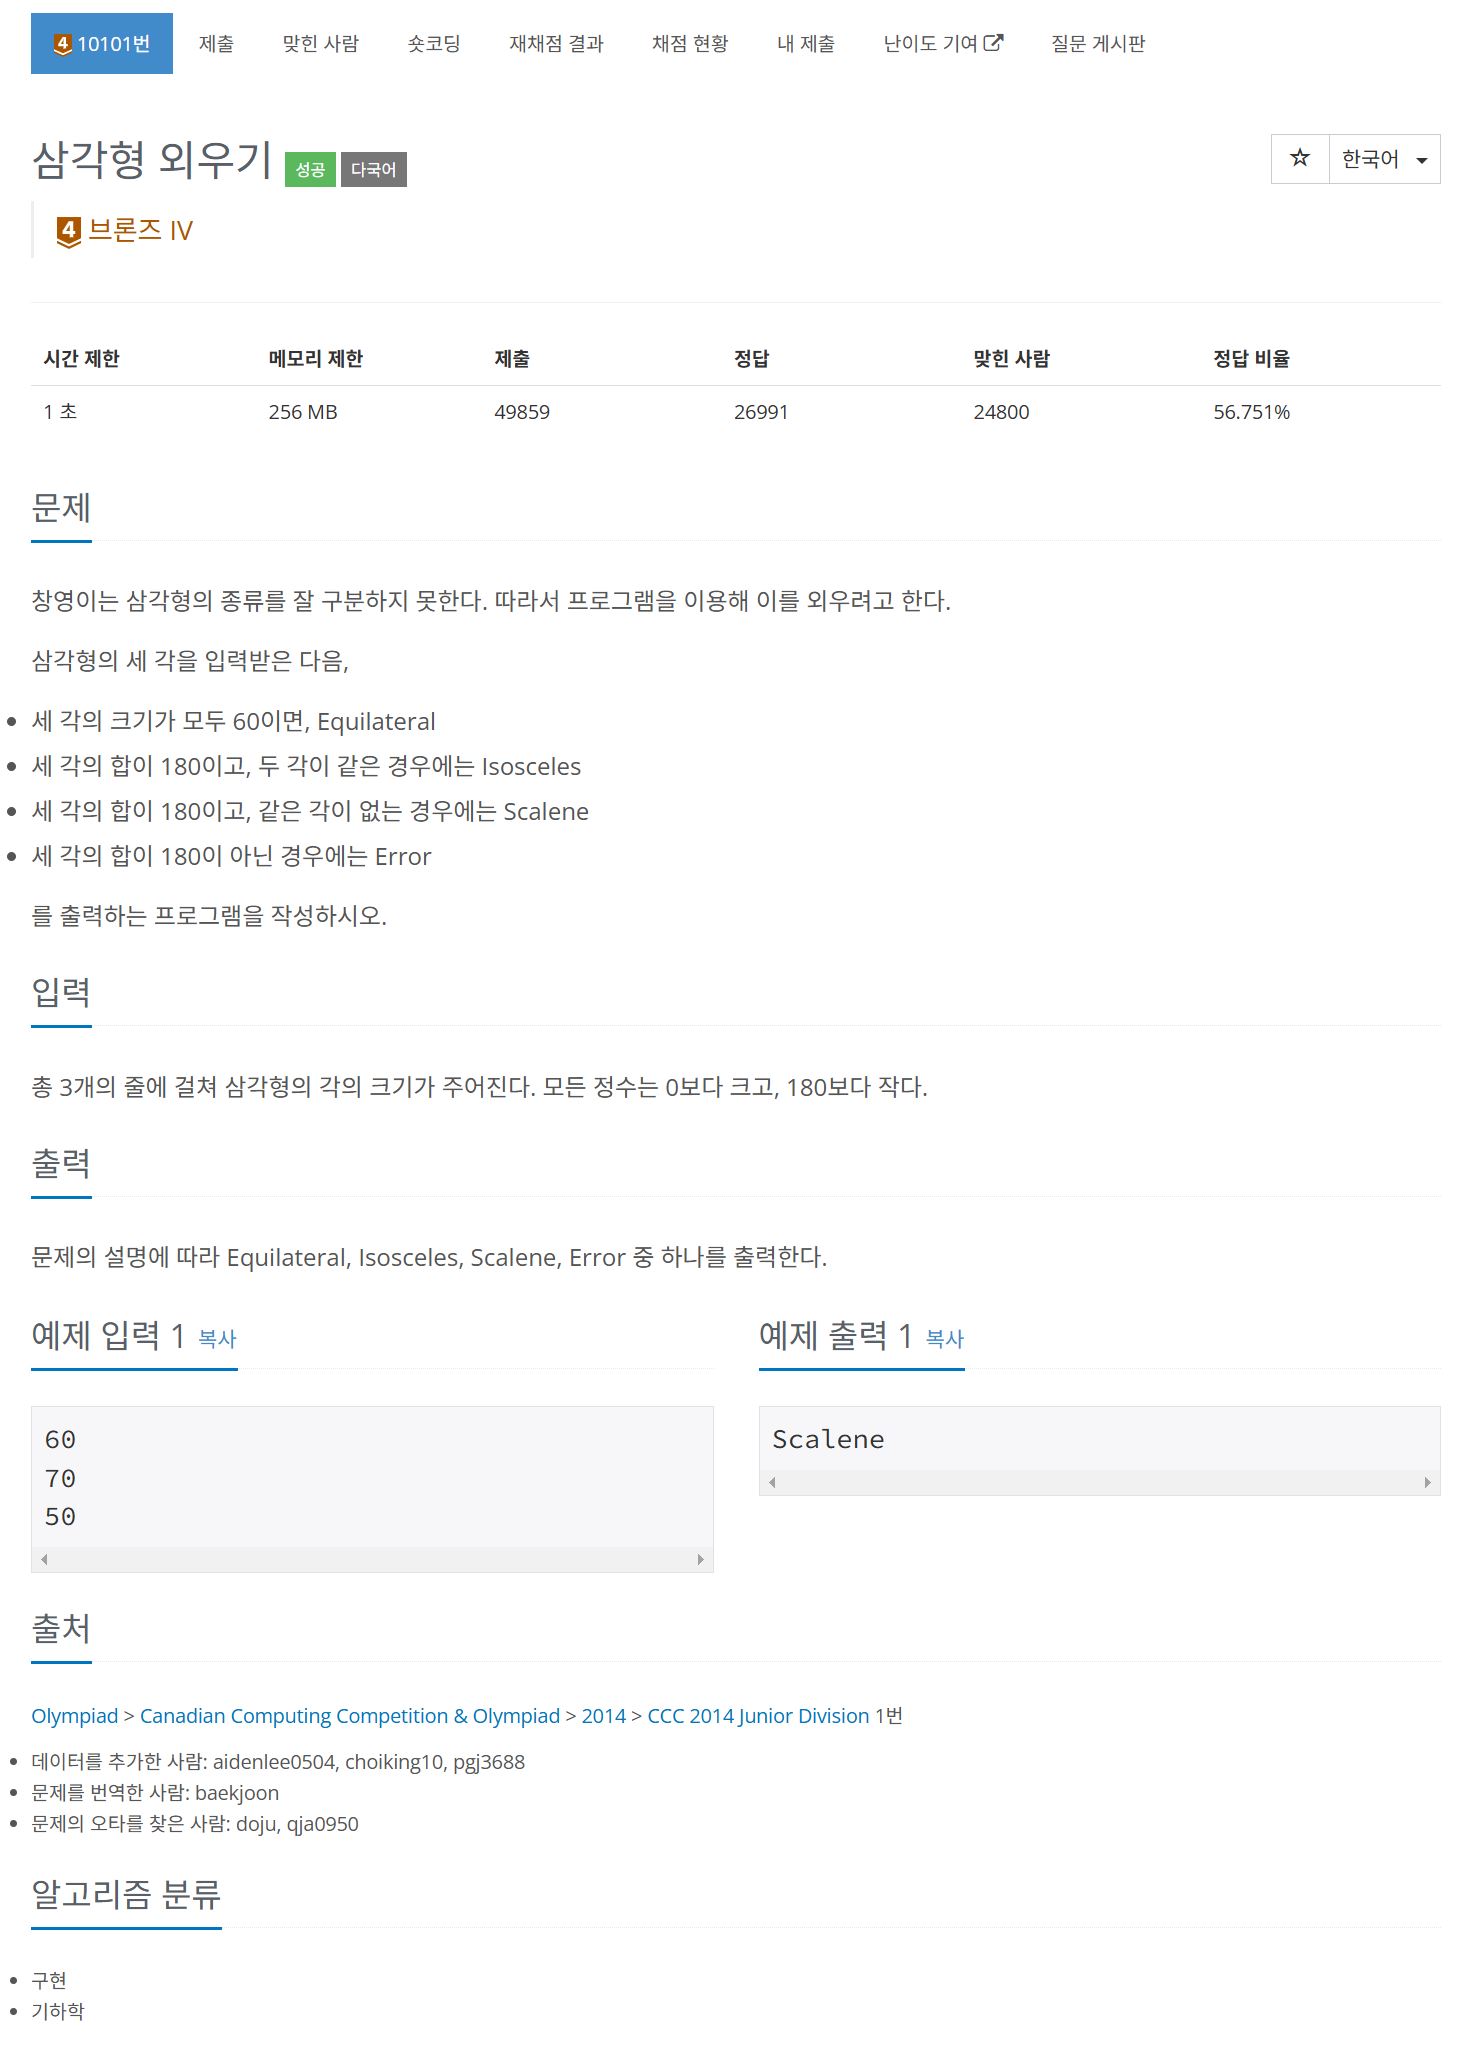 4 10101번 제출 맞힌 사람 숏코딩 재채점 결과 채점 현황 내 제출 난이도 기여 질문 게시판
삼각형 외우기 성공 다국어 한국어
4 브론즈 IV
시간 제한 메모리 제한 제출 정답 맞힌 사람 정답 비율
1 초 256 MB 49859 26991 24800 56.751%
문제
창영이는 삼각형의 종류를 잘 구분하지 못한다. 따라서 프로그램을 이용해 이를 외우려고 한다.
삼각형의 세 각을 입력받은 다음,
세 각의 크기가 모두 60이면, Equilateral
세 각의 합이 180이고, 두 각이 같은 경우에는 Isosceles
세 각의 합이 180이고, 같은 각이 없는 경우에는 Scalene
세 각의 합이 180이 아닌 경우에는 Error
를 출력하는 프로그램을 작성하시오.
입력
총 3개의 줄에 걸쳐 삼각형의 각의 크기가 주어진다. 모든 정수는 0보다 크고, 180보다 작다.
출력
문제의 설명에 따라 Equilateral, Isosceles, Scalene, Error 중 하나를 출력한다.
예제 입력 1 복사
60
70
50
예제 출력 1 복사
Scalene
출처
Olympiad > Canadian Computing Competition & Olympiad > 2014 > CCC 2014 Junior Division 1번
데이터를 추가한 사람: aidenlee0504, choiking10, pgj3688
문제를 번역한 사람: baekjoon
문제의 오타를 찾은 사람: doju, qja0950
알고리즘 분류
구현
기하학